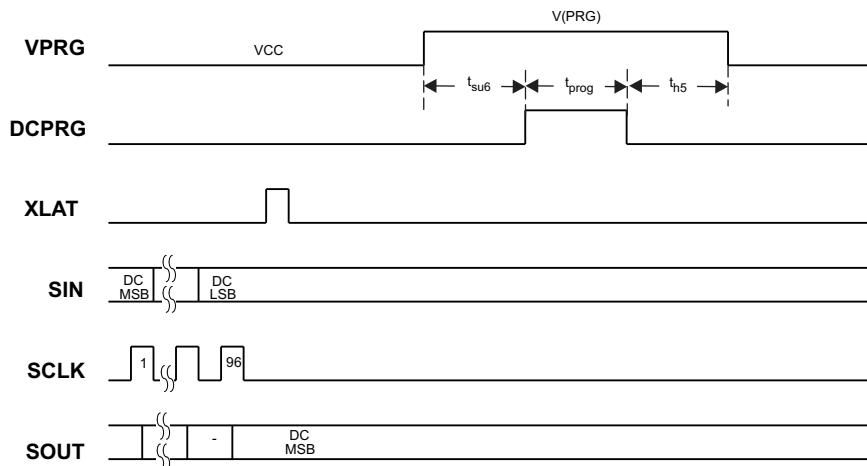 V(PRG)
VPRG
VCC
tsu6
tprog
th5
DCPRG
XLAT
SIN
DC
MSB
DC
LSB
SCLK
1
96
SOUT
-
DC
MSB